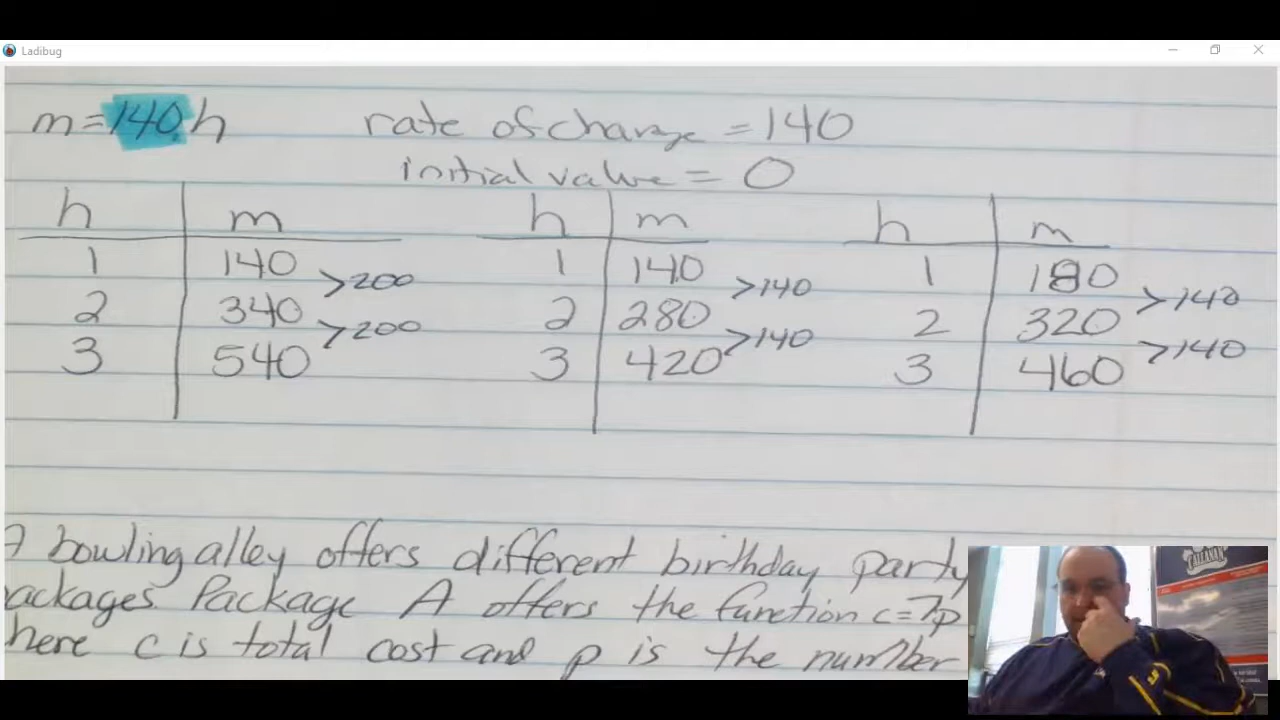 Ladibug
m=140h rate of change = 140
initial value = 0
h m h m h m
1 140 >200 1 140 >140 1 180 >140
2 340 >200 2 280 >140 2 320 >140
3 540 3 420 3 460
bowling alley offers different birthday party
ackages. Package A offers the function c=7p
here c is total cost and p is the number
CALLANAN